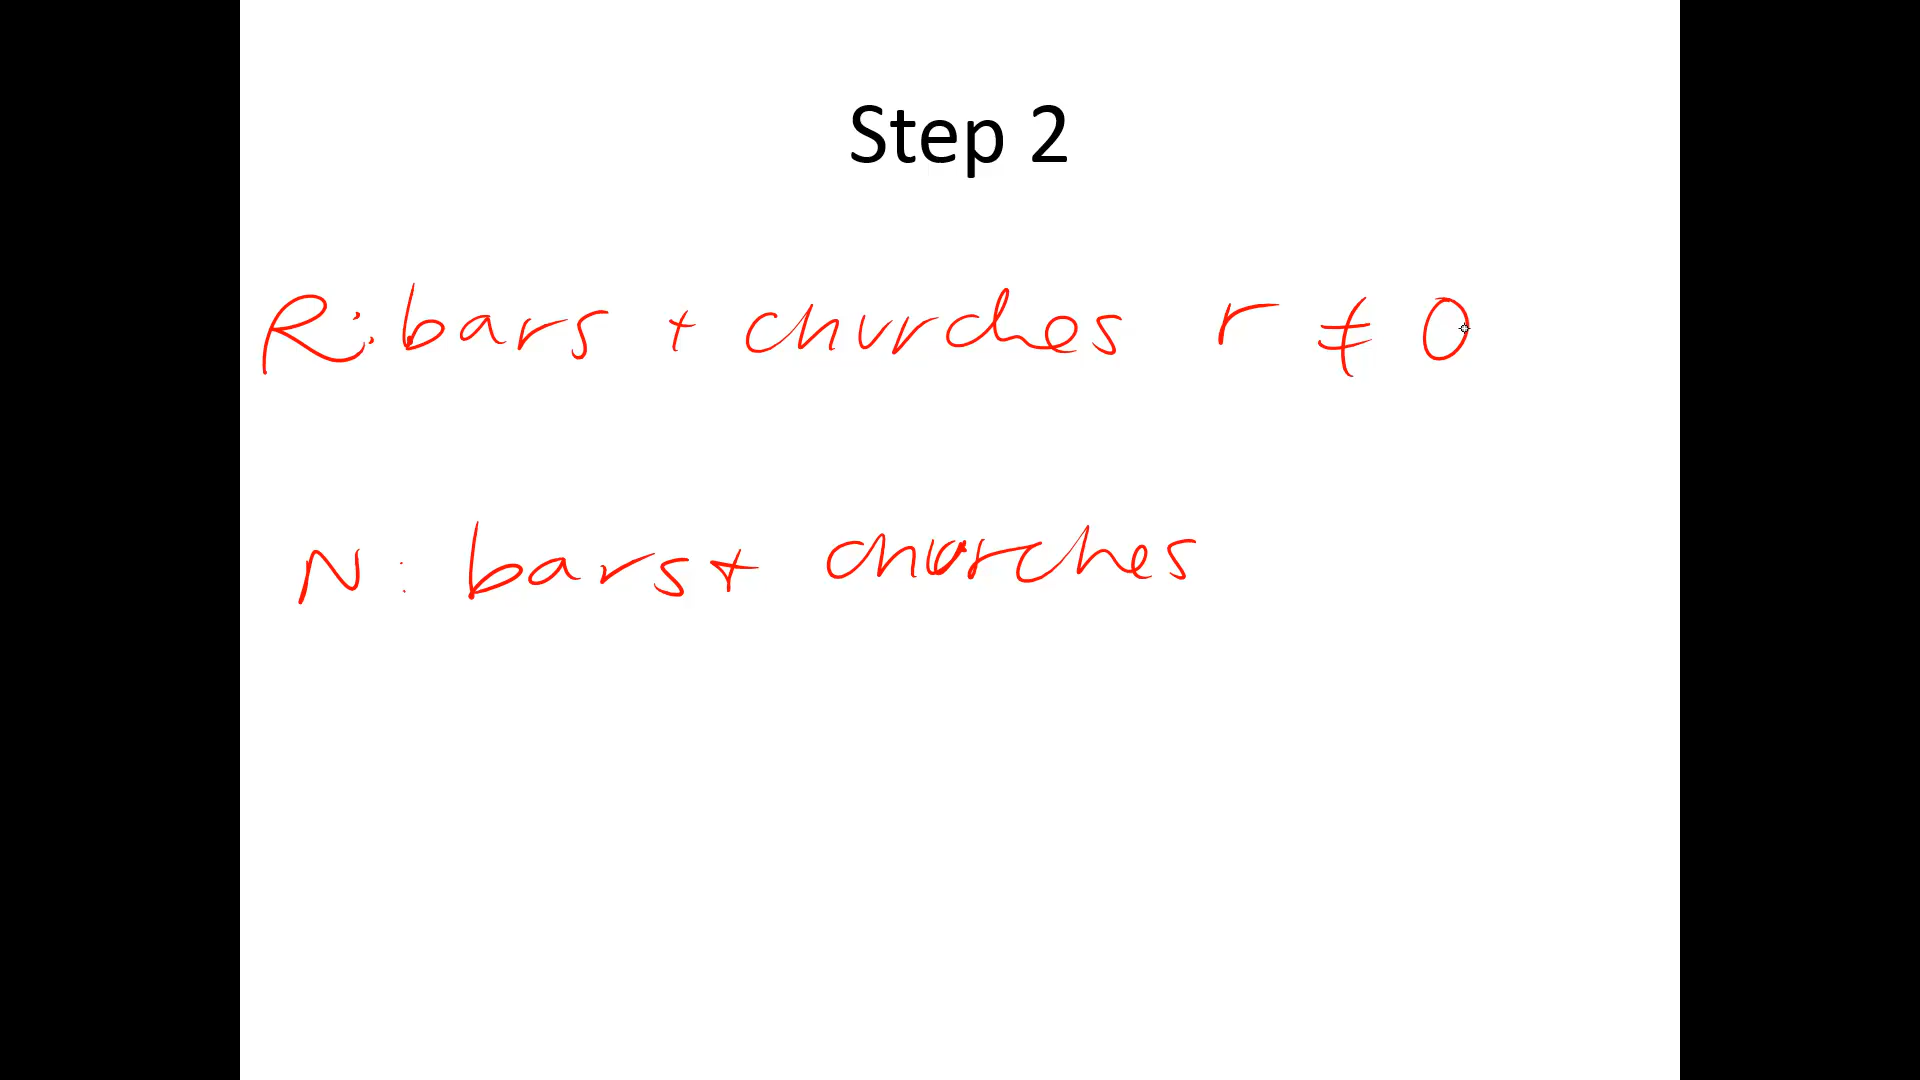 Step 2
R: bars + churches r ≠ 0
N: bars + churches